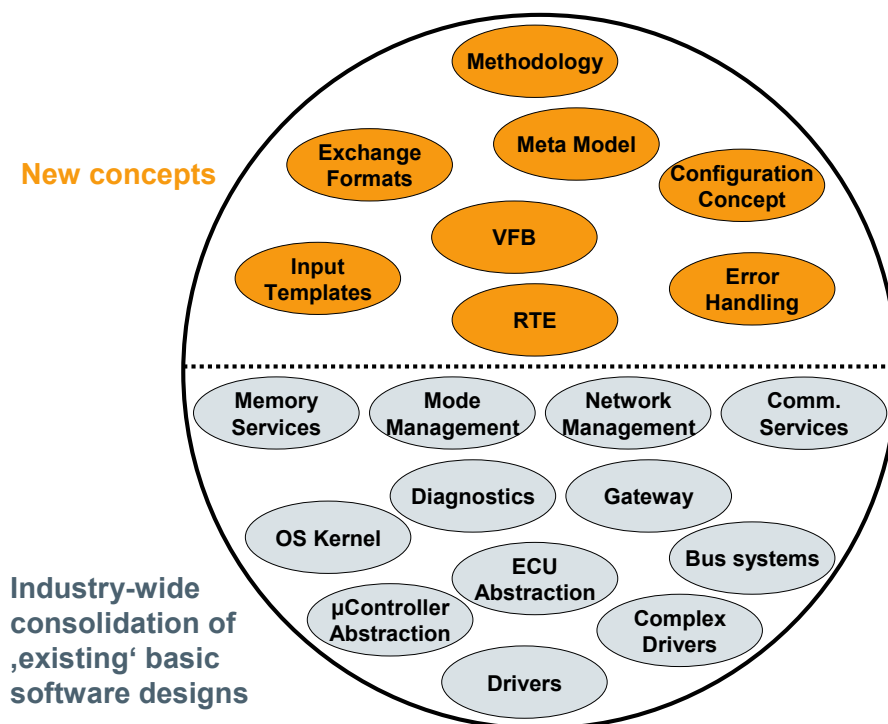 Methodology
Meta Model
Exchange
Formats
New concepts
Configuration
Concept
VFB
Input
Templates
Error
Handling
RTE
Memory
Services
Mode
Management
Network
Management
Comm.
Services
Diagnostics
Gateway
OS Kernel
Bus systems
ECU
Abstraction
Industry-wide
consolidation of
‚existing‘ basic
software designs
µController
Abstraction
Complex
Drivers
Drivers